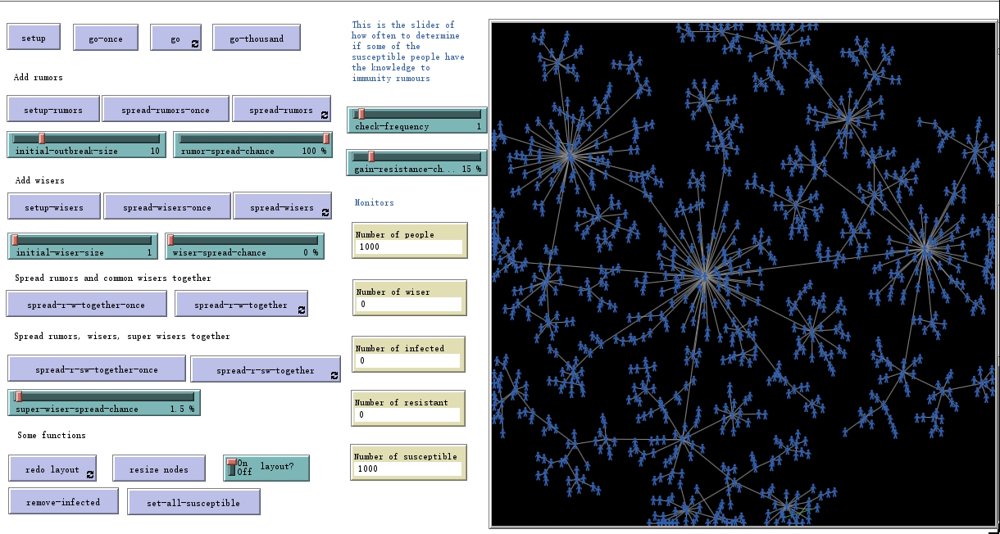 setup
go-once
go
go-thousand
Add rumors
setup-rumors
spread-rumors-once
spread-rumors
initial-outbreak-size 10
rumor-spread-chance 100 %
Add wisers
setup-wisers
spread-wisers-once
spread-wisers
initial-wiser-size 1
wiser-spread-chance 0 %
Spread rumors and common wisers together
spread-r-w-together-once
spread-r-w-together
Spread rumors, wisers, super wisers together
spread-r-sw-together-once
spread-r-sw-together
super-wiser-spread-chance 1.5 %
Some functions
redo layout
resize nodes
On
Off
layout?
remove-infected
set-all-susceptible
This is the slider of
how often to determine
if some of the
susceptible people have
the knowledge to
immunity rumours
check-frequency 1
gain-resistance-ch... 15 %
Monitors
Number of people
1000
Number of wiser
0
Number of infected
0
Number of resistant
0
Number of susceptible
1000